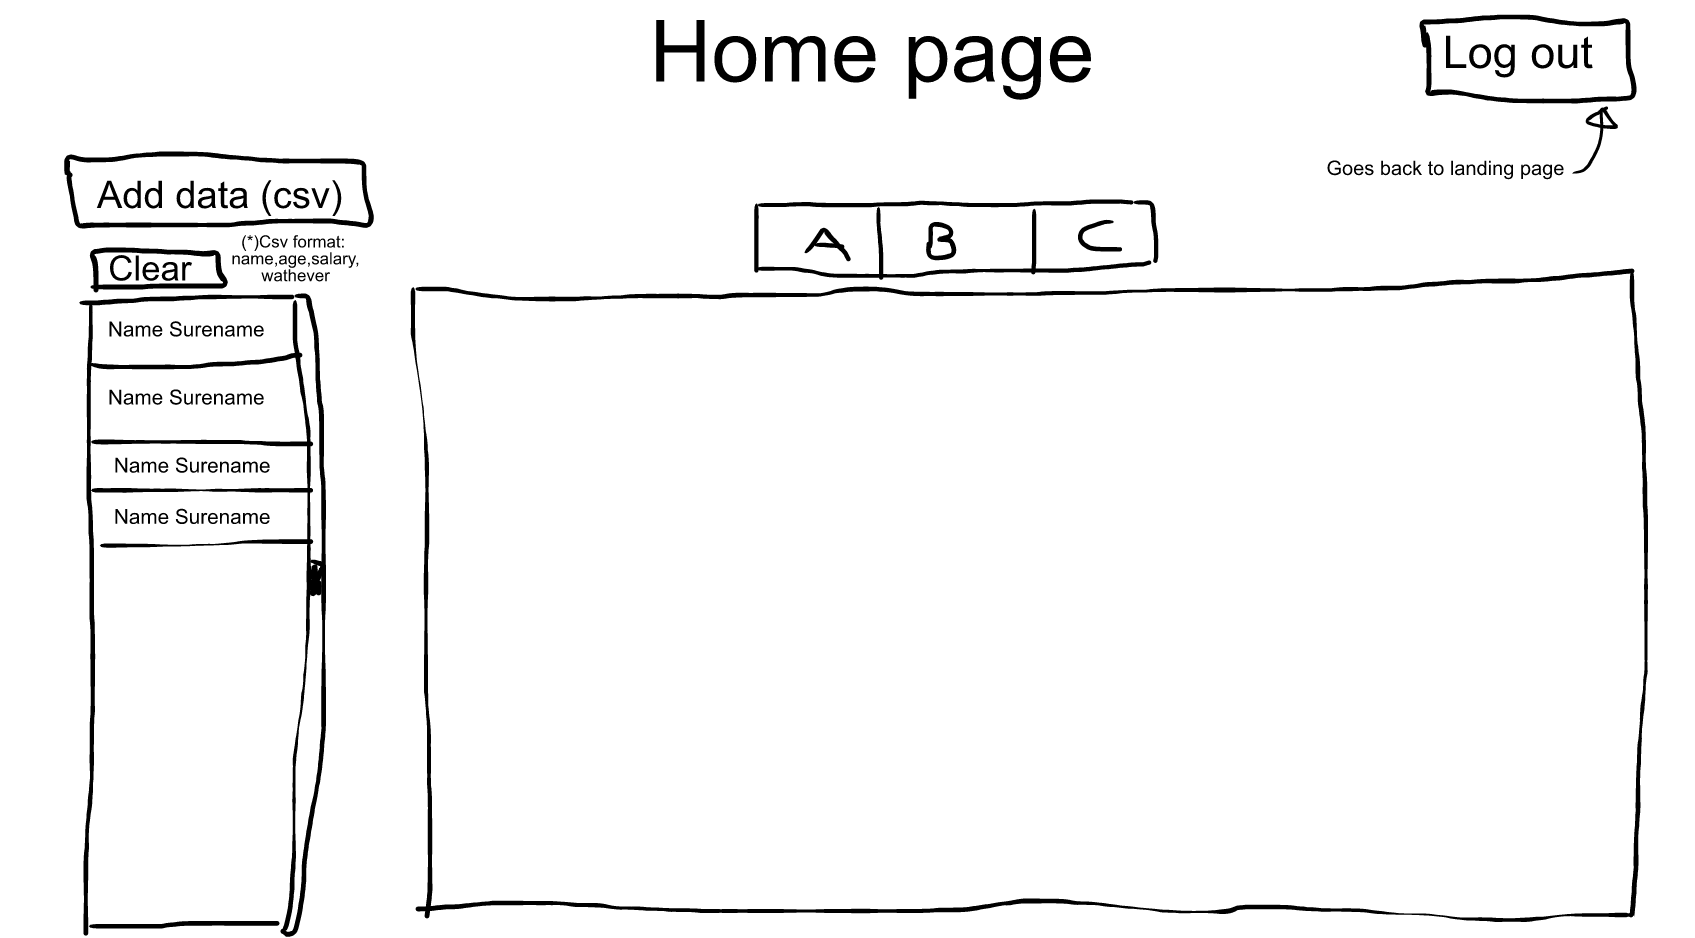 Home page
Log out
Goes back to landing page
Add data (csv)
(*)Csv format:
name,age,salary,
wathever
Clear
A B C
Name Surename
Name Surename
Name Surename
Name Surename